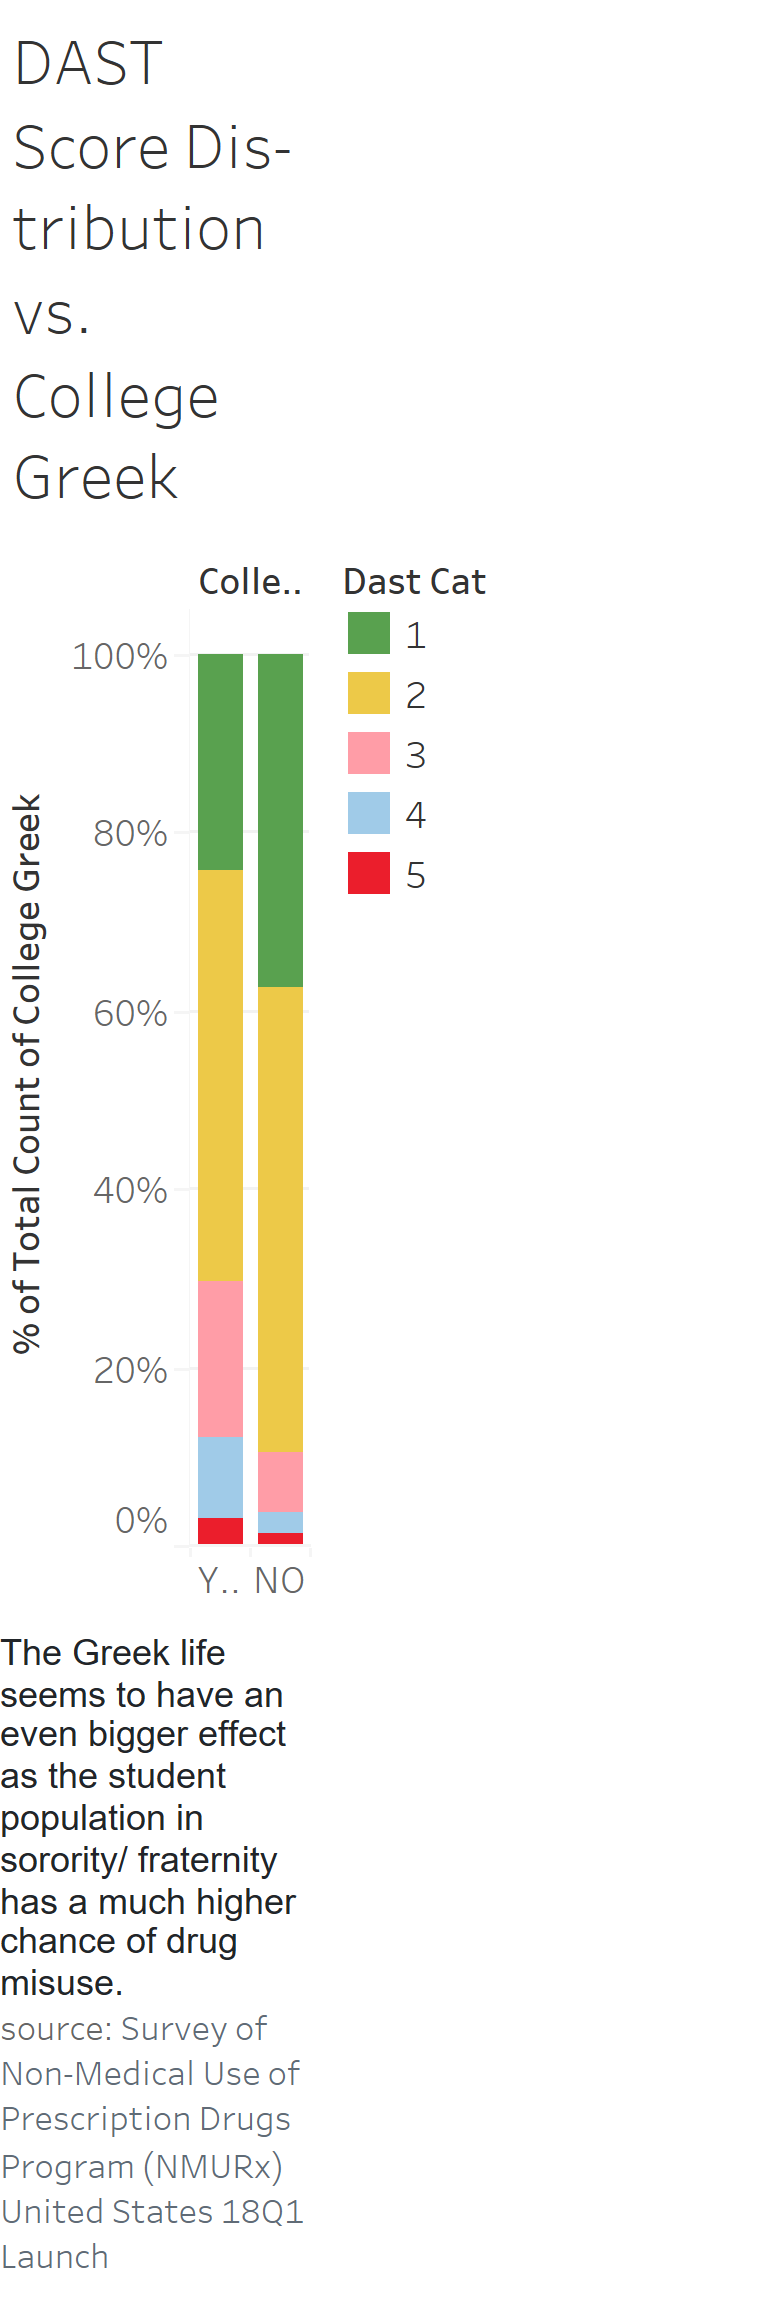 DAST
Score Dis-
tribution
vs.
College
Greek
Colle..
Dast Cat
1
2
3
4
5
% of Total Count of College Greek
100%
80%
60%
40%
20%
0%
Y.. NO
The Greek life
seems to have an
even bigger effect
as the student
population in
sorority/ fraternity
has a much higher
chance of drug
misuse.
source: Survey of
Non-Medical Use of
Prescription Drugs
Program (NMURx)
United States 18Q1
Launch